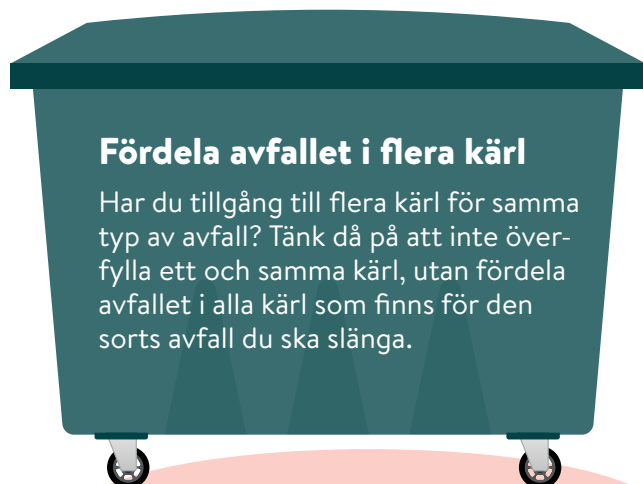 Fördela avfallet i flera kärl
Har du tillgång till flera kärl för samma
typ av avfall? Tänk då på att inte över-
fylla ett och samma kärl, utan fördela
avfallet i alla kärl som finns för den
sorts avfall du ska slänga.